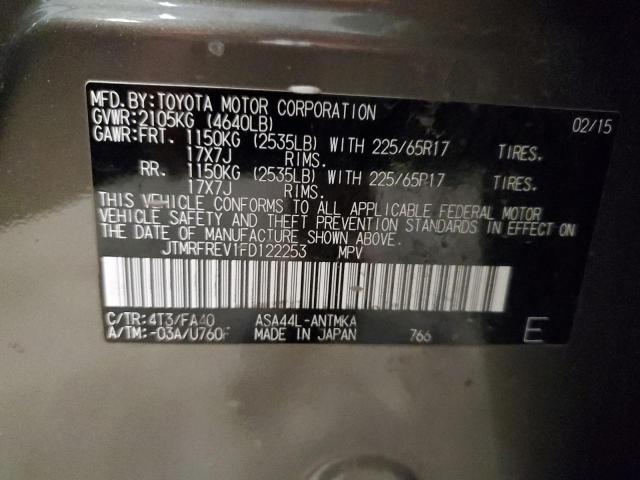 MFD.BY:TOYOTA MOTOR CORPORATION 02/15
GVWR:2105KG (4640LB)
GAWR:FRT. 1150KG (2535LB) WITH 225/65R17 TIRES.
17X7J RIMS.
RR. 1150KG (2535LB) WITH 225/65R17 TIRES.
17X7J RIMS.
THIS VEHICLE CONFORMS TO ALL APPLICABLE FEDERAL MOTOR
VEHICLE SAFETY AND THEFT PREVENTION STANDARDS IN EFFECT ON
THE DATE OF MANUFACTURE SHOWN ABOVE.
JTMRFREV1FD122253 MPV
C/TR:4T3/FA40 ASA44L-ANTMKA
A/TM:-03A/U760F MADE IN JAPAN 766 E